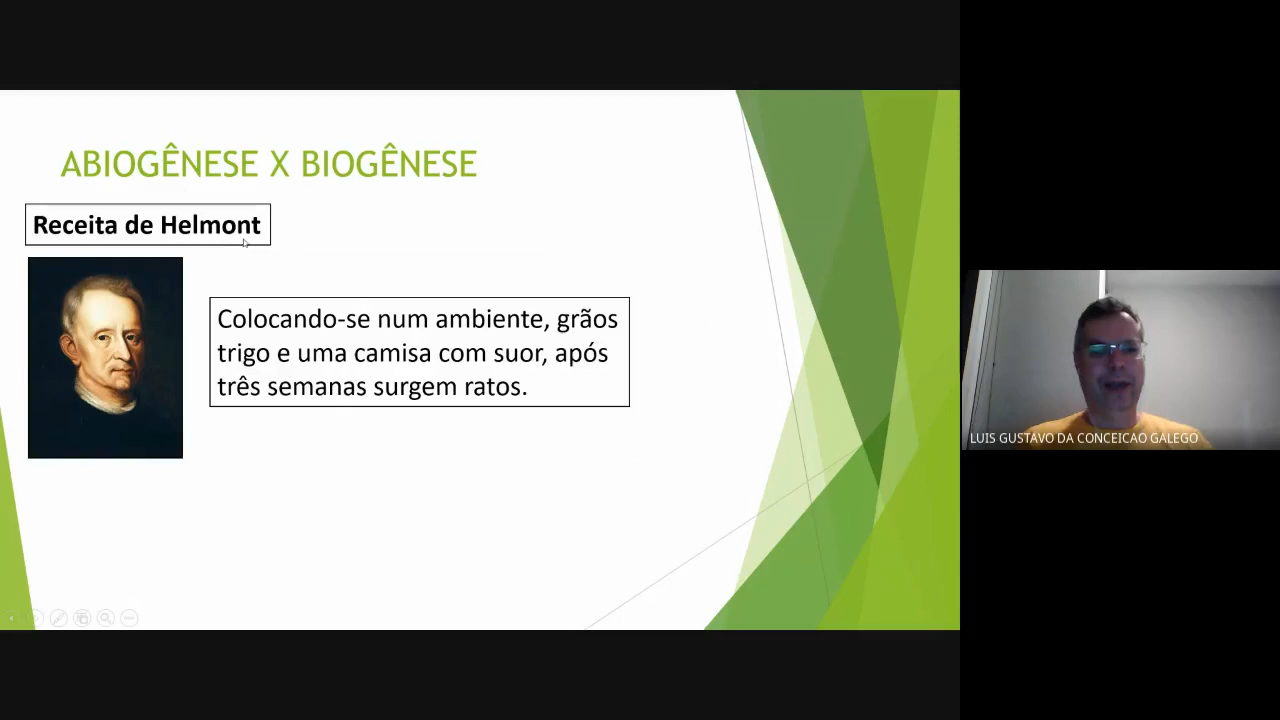 ABIOGÊNESE X BIOGÊNESE
Receita de Helmont
Colocando-se num ambiente, grãos
trigo e uma camisa com suor, após
três semanas surgem ratos.
LUIS GUSTAVO DA CONCEICAO GALEGO